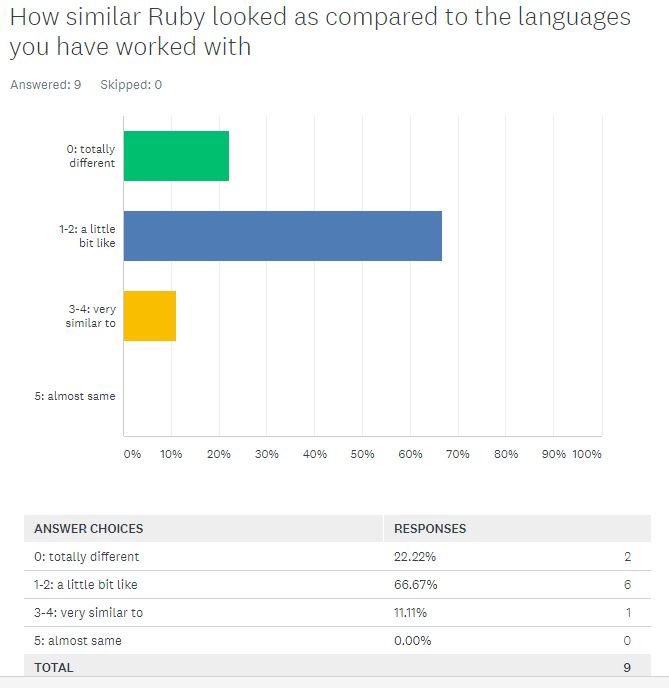 How similar Ruby looked as compared to the languages
you have worked with
Answered: 9 Skipped: 0
0: totally
different
1-2: a little
bit like
3-4: very
similar to
5: almost same
0% 10% 20% 30% 40% 50% 60% 70% 80% 90% 100%
ANSWER CHOICES RESPONSES
0: totally different 22.22% 2
1-2: a little bit like 66.67% 6
3-4: very similar to 11.11% 1
5: almost same 0.00% 0
TOTAL 9